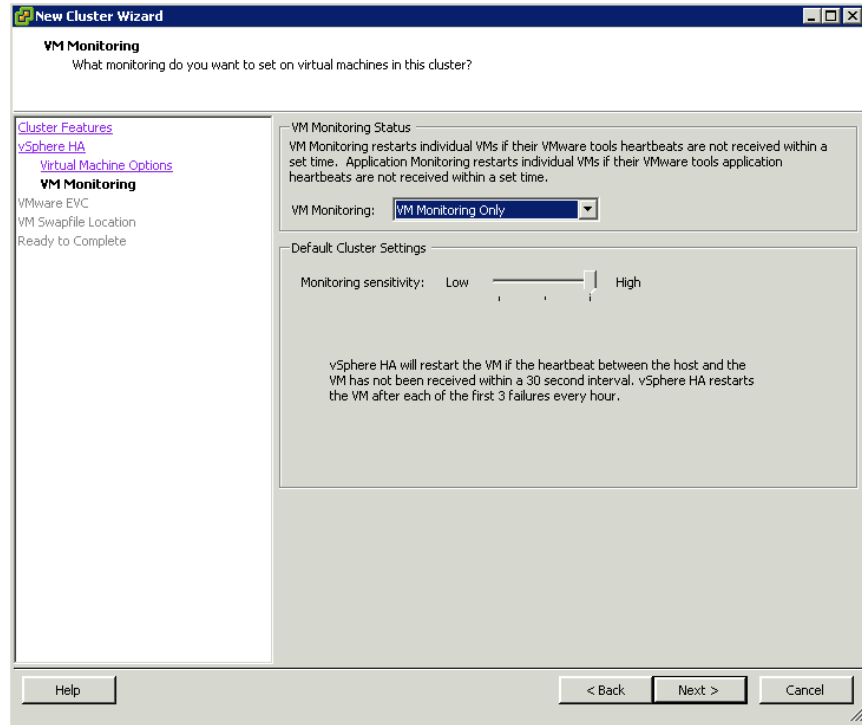 New Cluster Wizard
VM Monitoring
What monitoring do you want to set on virtual machines in this cluster?
Cluster Features
vSphere HA
Virtual Machine Options
VM Monitoring
VMware EVC
VM Swapfile Location
Ready to Complete
VM Monitoring Status
VM Monitoring restarts individual VMs if their VMware tools heartbeats are not received within a
set time. Application Monitoring restarts individual VMs if their VMware tools application
heartbeats are not received within a set time.
VM Monitoring: VM Monitoring Only
Default Cluster Settings
Monitoring sensitivity: Low High
vSphere HA will restart the VM if the heartbeat between the host and the
VM has not been received within a 30 second interval. vSphere HA restarts
the VM after each of the first 3 failures every hour.
Help < Back Next > Cancel